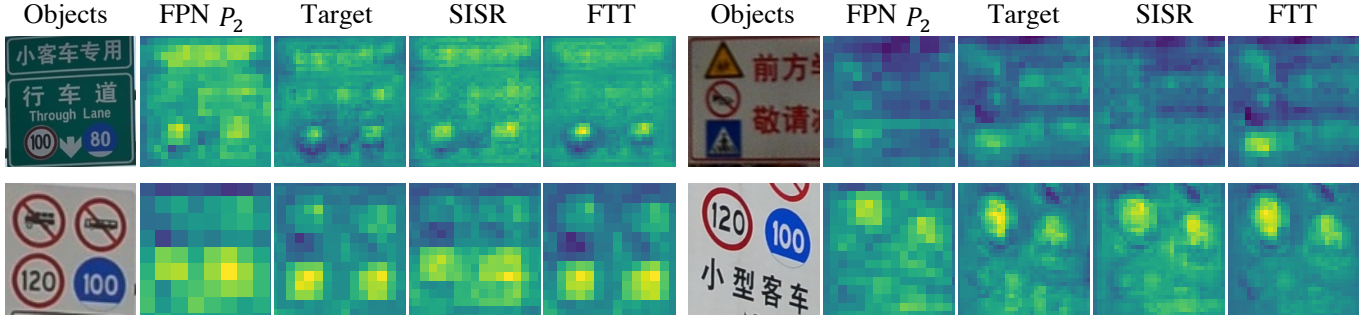 Objects FPN P2 Target SISR FTT Objects FPN P2 Target SISR FTT
小客车专用
行车道
Through Lane
100 80
前方
敬请
120 100
120 100
小型客车